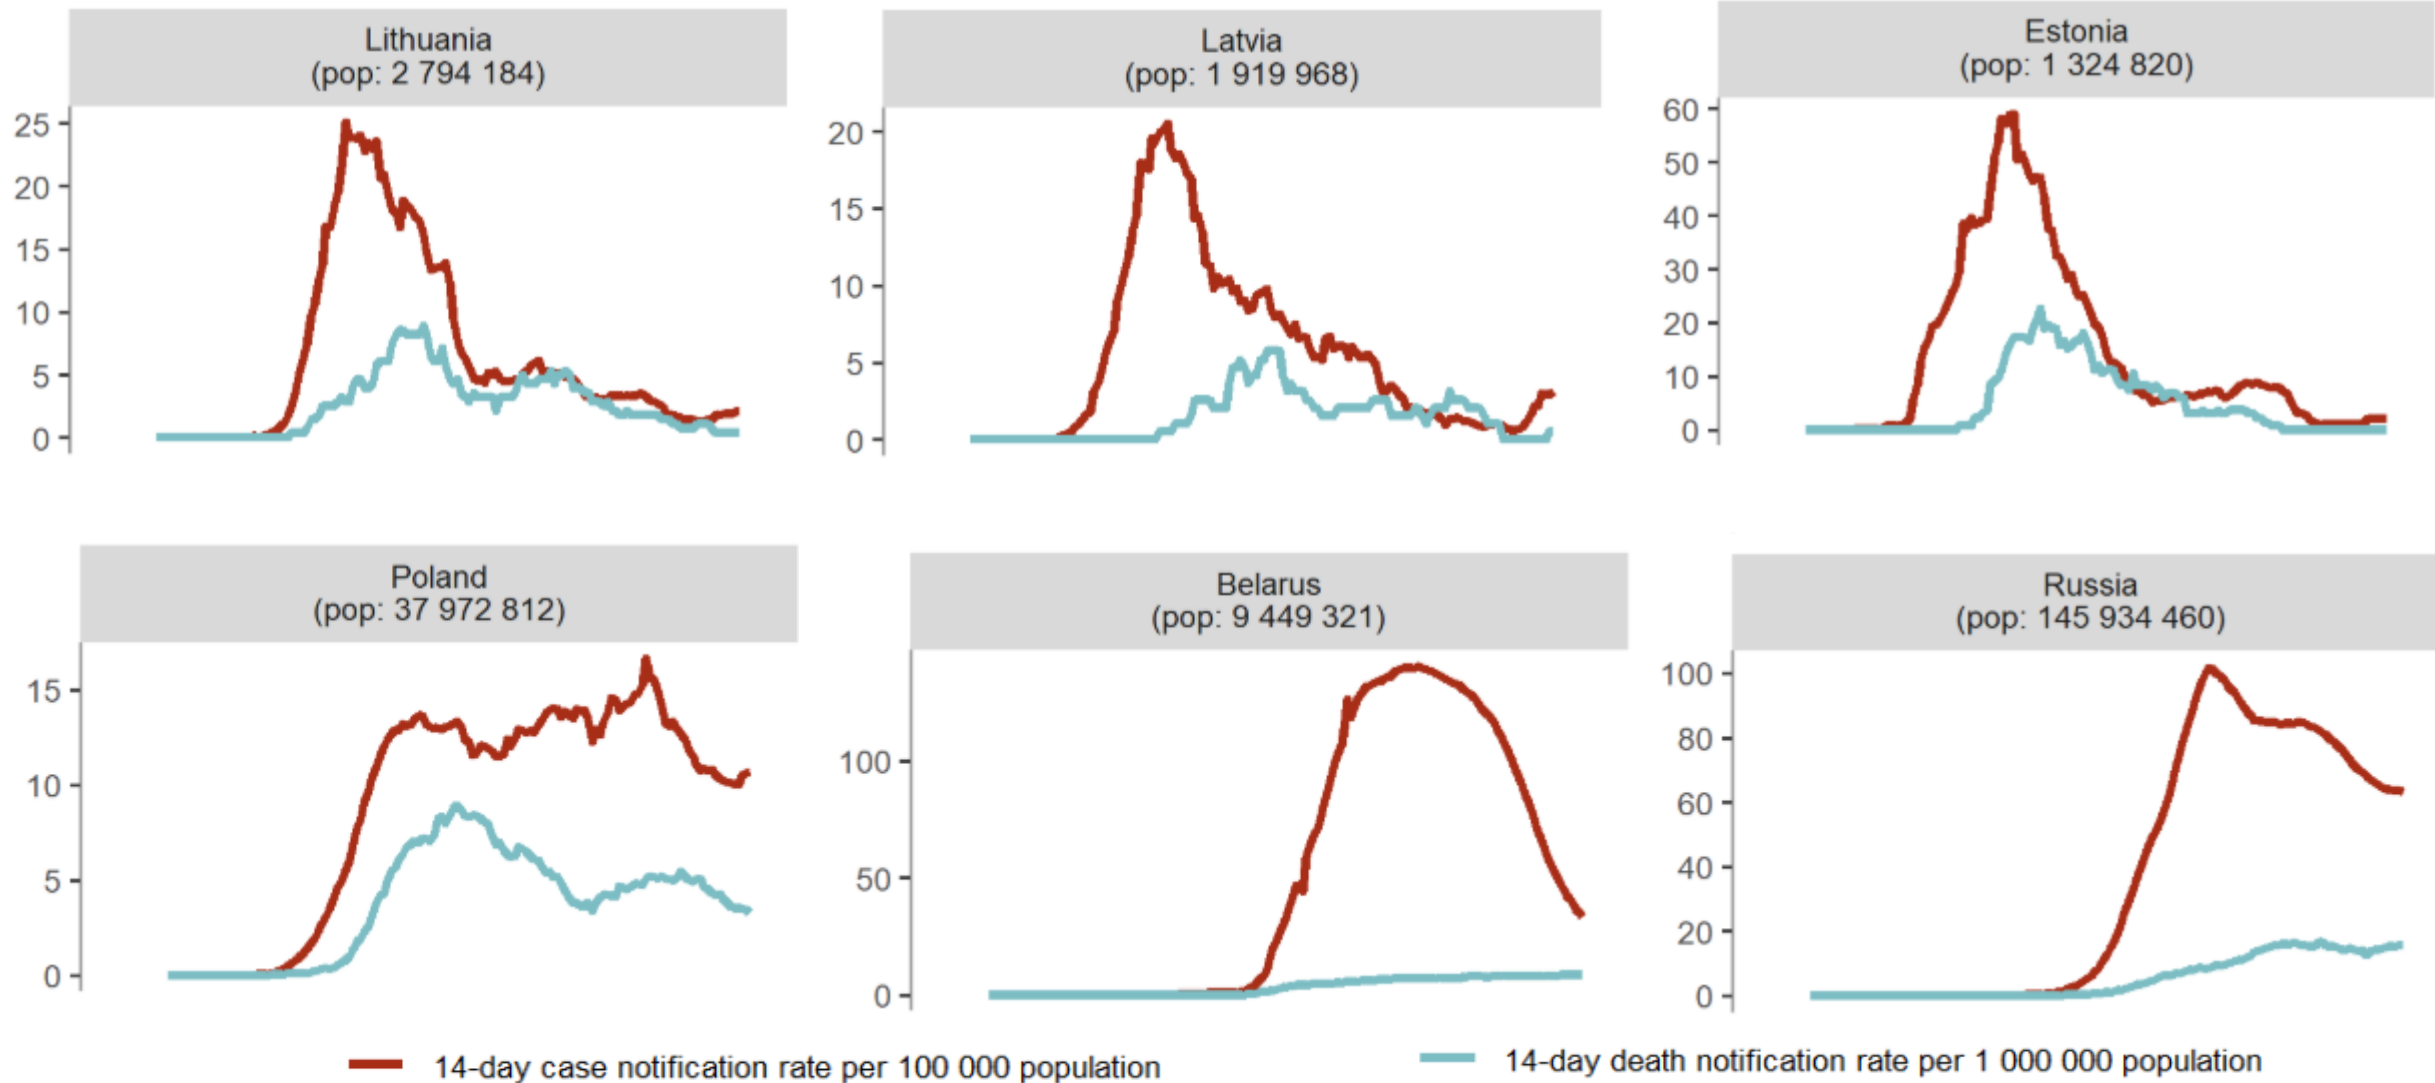 Lithuania
(pop: 2 794 184)
25
20
15
10
5
0
Latvia
(pop: 1 919 968)
20
15
10
5
0
Estonia
(pop: 1 324 820)
60
50
40
30
20
10
0
Poland
(pop: 37 972 812)
15
10
5
0
Belarus
(pop: 9 449 321)
100
50
0
Russia
(pop: 145 934 460)
100
80
60
40
20
0
14-day case notification rate per 100 000 population
14-day death notification rate per 1 000 000 population